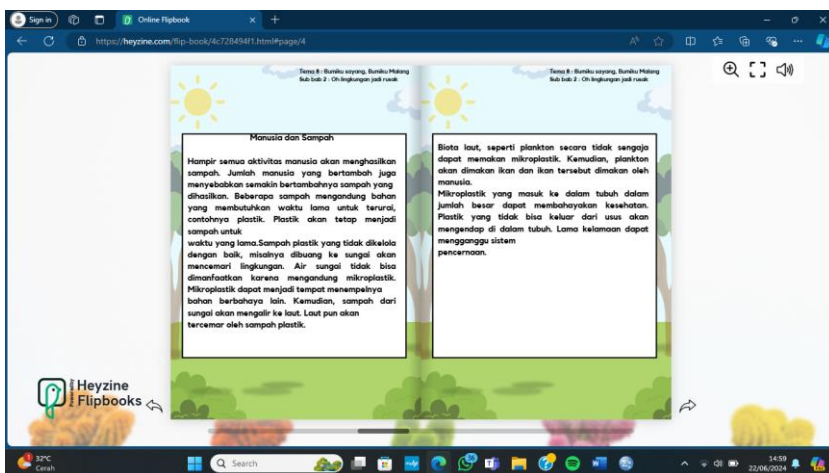 Sign in
Online Flipbook
https://heyzine.com/flip-book/4c728494f1.html#page/4
Tema 8 : Bumiku sayang, Bumiku Malang
Sub bab 2 : Oh lingkungan jadi rusak
Manusia dan Sampah
Hampir semua aktivitas manusia akan menghasilkan
sampah. Jumlah manusia yang bertambah juga
menyebabkan semakin bertambahnya sampah yang
dihasilkan. Beberapa sampah mengandung bahan
yang membutuhkan waktu lama untuk terurai,
contohnya plastik. Plastik akan tetap menjadi
sampah untuk
waktu yang lama.Sampah plastik yang tidak dikelola
dengan baik, misalnya dibuang ke sungai akan
mencemari lingkungan. Air sungai tidak bisa
dimanfaatkan karena mengandung mikroplastik.
Mikroplastik dapat menjadi tempat menempelnya
bahan berbahaya lain. Kemudian, sampah dari
sungai akan mengalir ke laut. Laut pun akan
tercemar oleh sampah plastik.
Tema 8 : Bumiku sayang, Bumiku Malang
Sub bab 2 : Oh lingkungan jadi rusak
Biota laut, seperti plankton secara tidak sengaja
dapat memakan mikroplastik. Kemudian, plankton
akan dimakan ikan dan ikan tersebut dimakan oleh
manusia.
Mikroplastik yang masuk ke dalam tubuh dalam
jumlah besar dapat membahayakan kesehatan.
Plastik yang tidak bisa keluar dari usus akan
mengendap di dalam tubuh. Lama kelamaan dapat
mengganggu sistem
pencernaan.
Heyzine
Flipbooks
32°C
Cerah
Search
14:59
22/06/2024